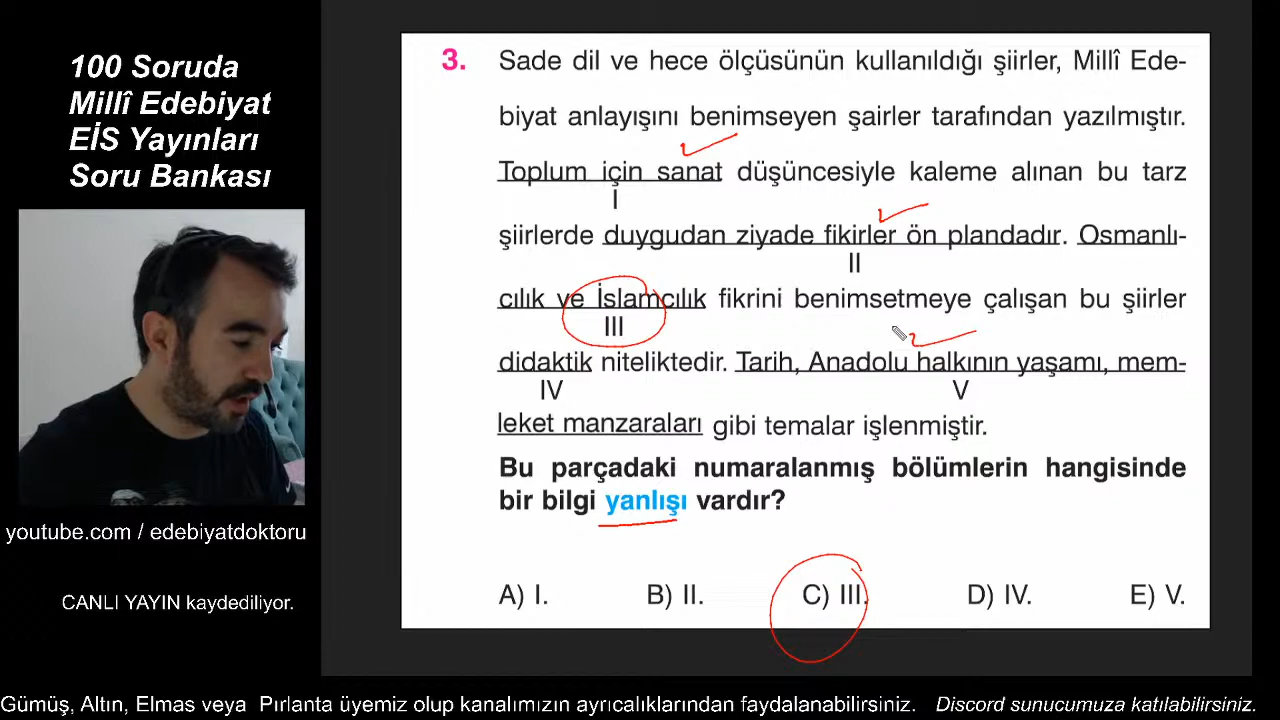 100 Soruda
Millî Edebiyat
EİS Yayınları
Soru Bankası
youtube.com / edebiyatdoktoru
CANLI YAYIN kaydediliyor.
3. Sade dil ve hece ölçüsünün kullanıldığı şiirler, Millî Ede-
biyat anlayışını benimseyen şairler tarafından yazılmıştır.
Toplum için sanat düşüncesiyle kaleme alınan bu tarz
I
şiirlerde duygudan ziyade fikirler ön plandadır. Osmanlı-
II
cılık ve İslamcılık fikrini benimsetmeye çalışan bu şiirler
III
didaktik niteliktedir. Tarih, Anadolu halkının yaşamı, mem-
IV V
leket manzaraları gibi temalar işlenmiştir.
Bu parçadaki numaralanmış bölümlerin hangisinde
bir bilgi yanlışı vardır?
A) I. B) II. C) III. D) IV. E) V.
Gümüş, Altın, Elmas veya Pırlanta üyemiz olup kanalımızın ayrıcalıklarından faydalanabilirsiniz. Discord sunucumuza katılabilirsiniz.